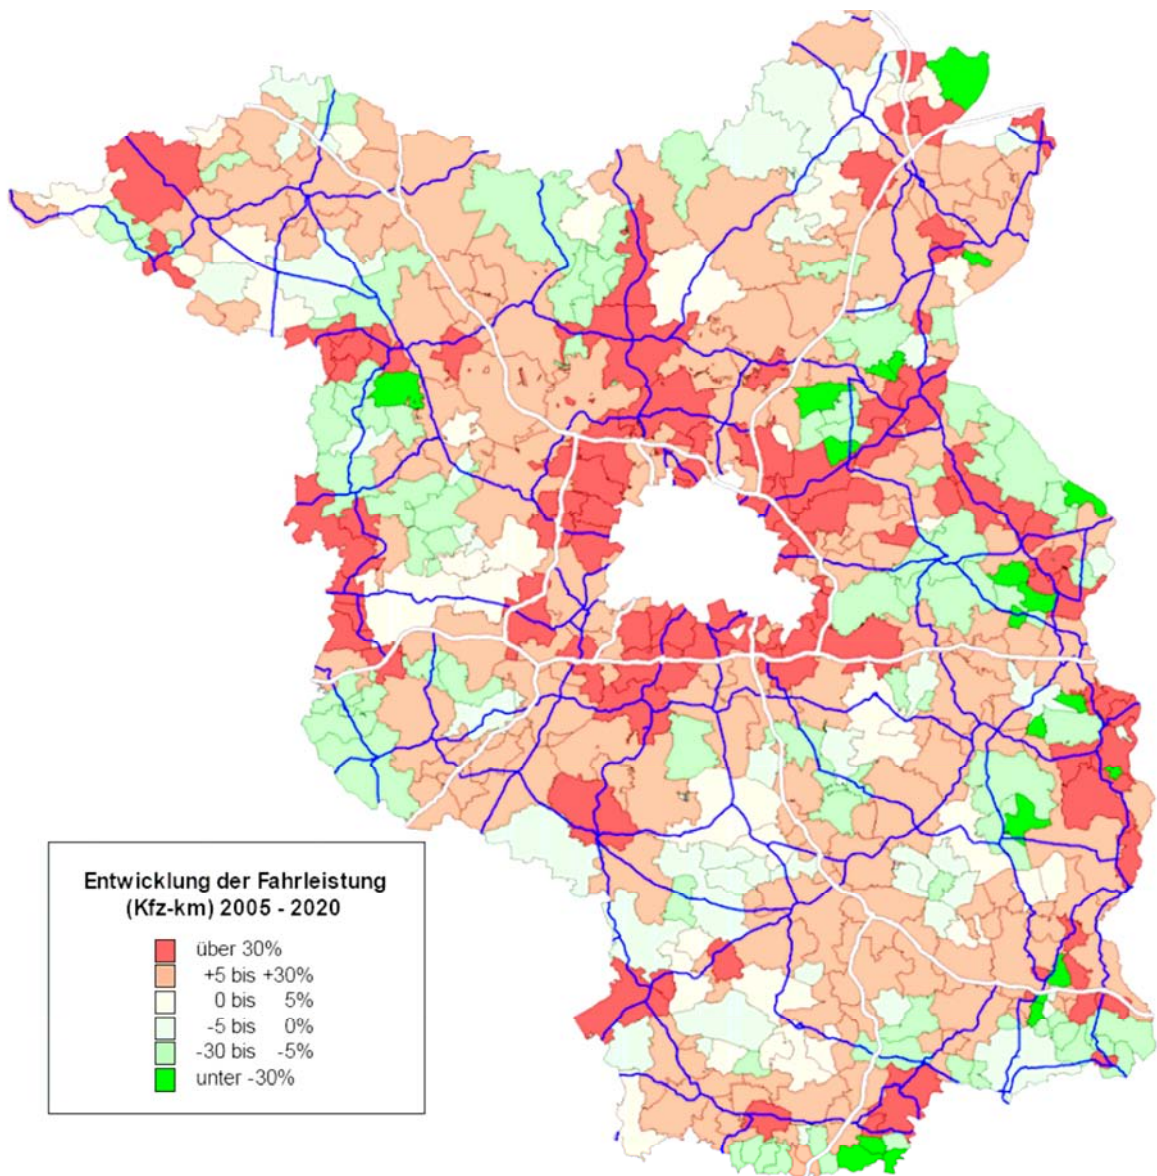 Entwicklung der Fahrleistung
(Kfz-km) 2005 - 2020
über 30%
+5 bis +30%
0 bis 5%
-5 bis 0%
-30 bis -5%
unter -30%